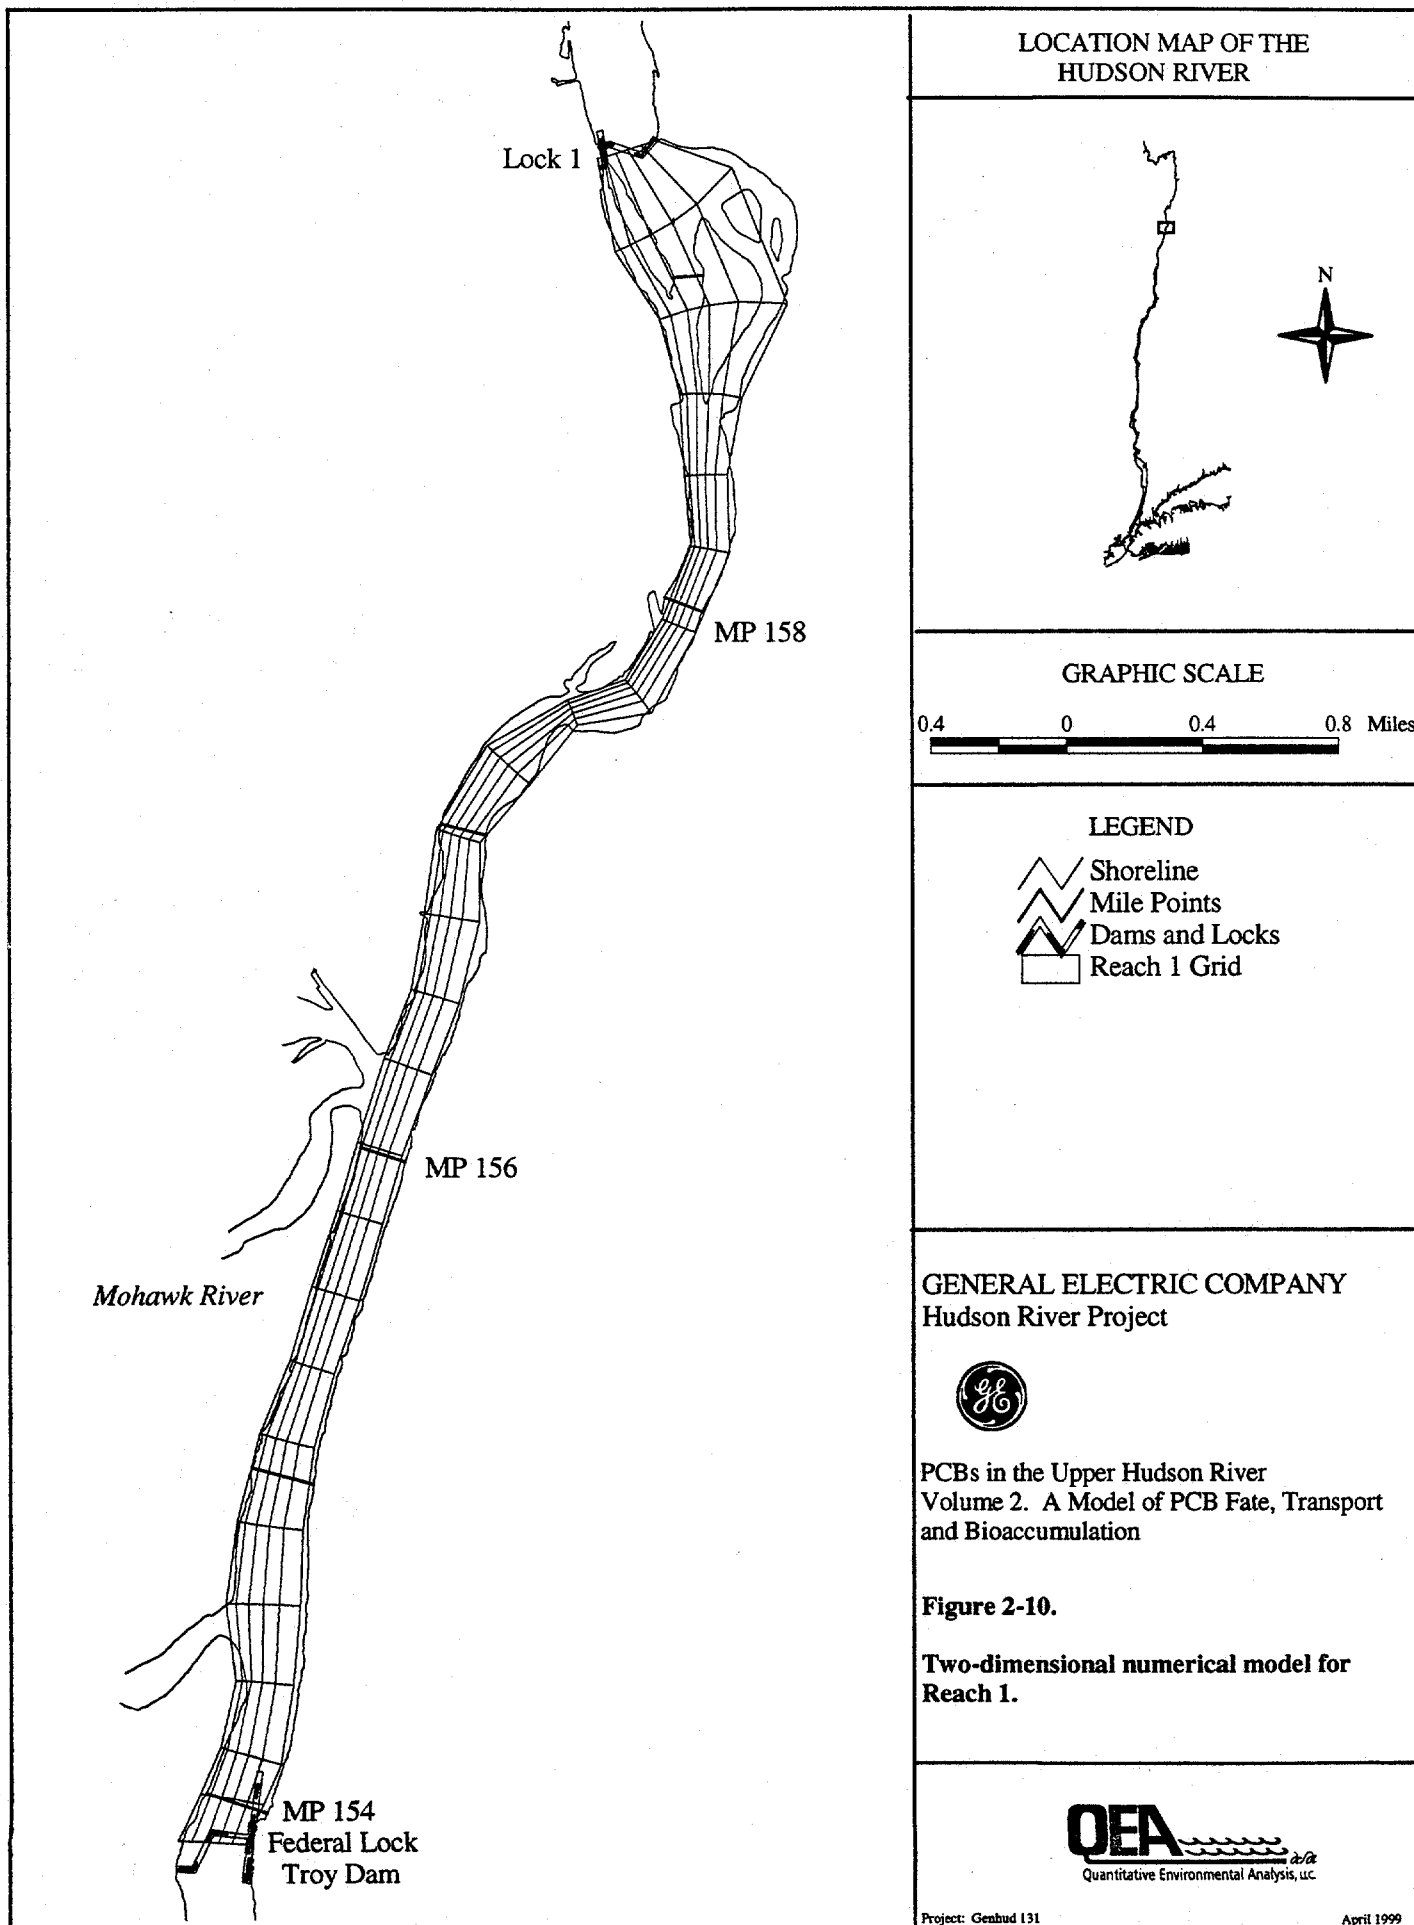 LOCATION MAP OF THE
HUDSON RIVER
Lock 1
N
MP 158
GRAPHIC SCALE
0.4 0 0.4 0.8 Miles
LEGEND
Shoreline
Mile Points
Dams and Locks
Reach 1 Grid
MP 156
Mohawk River
GENERAL ELECTRIC COMPANY
Hudson River Project
GE
PCBs in the Upper Hudson River
Volume 2. A Model of PCB Fate, Transport
and Bioaccumulation
Figure 2-10.
Two-dimensional numerical model for
Reach 1.
MP 154
Federal Lock
Troy Dam
QEA
Quantitative Environmental Analysis, LLC
Project: Genhud 131
April 1999